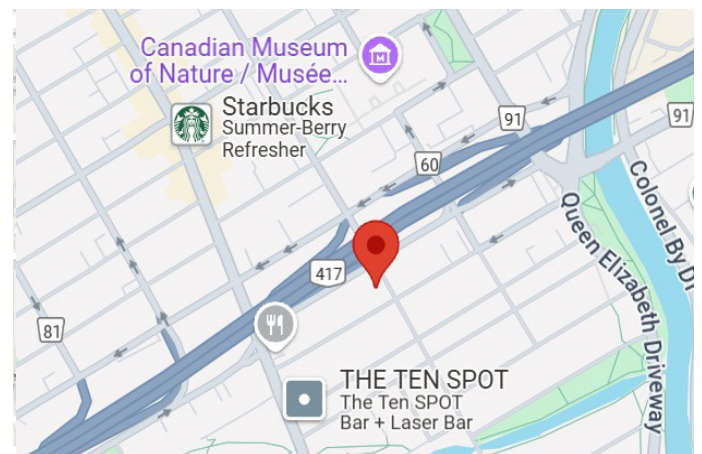 Canadian Museum
of Nature / Musée...
Starbucks
Summer-Berry
Refresher
91
91
60
Colonel By D
Queen Elizabeth Driveway
417
81
THE TEN SPOT
The Ten SPOT
Bar + Laser Bar